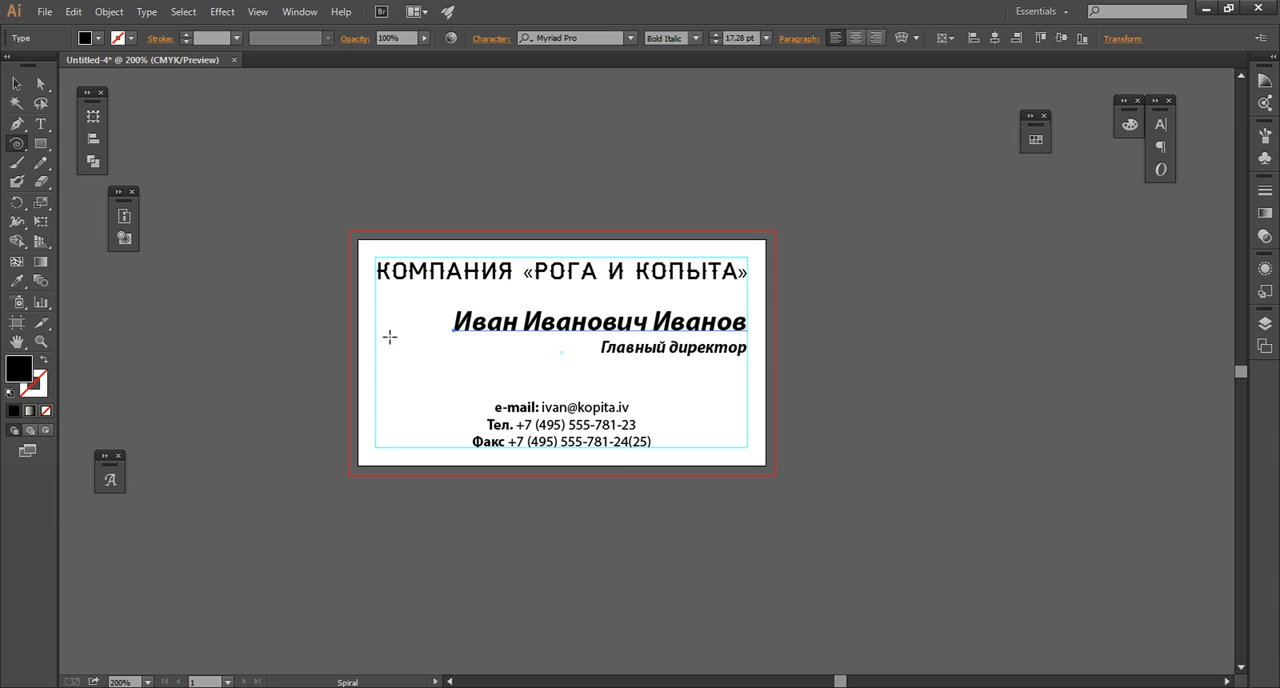 Ai File Edit Object Type Select Effect View Window Help Br Essentials
Type Stroke: Opacity: 100% Character: Myriad Pro Bold Italic 17,28 pt Paragraph: Transform
Untitled-4* @ 200% (CMYK/Preview)
КОМПАНИЯ «РОГА И КОПЫТА»
Иван Иванович Иванов
Главный директор
e-mail: ivan@kopita.iv
Тел. +7 (495) 555-781-23
Факс +7 (495) 555-781-24(25)
200% 1 Spiral